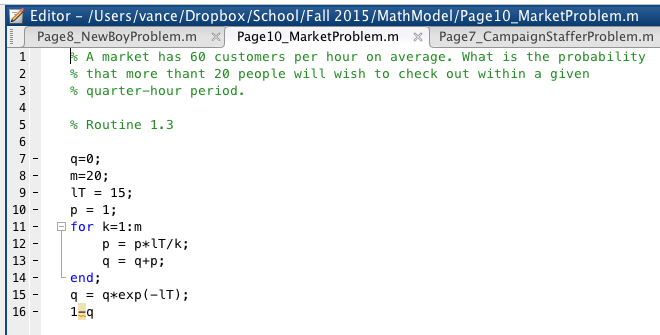 Editor - /Users/vance/Dropbox/School/Fall 2015/MathModel/Page10_MarketProblem.m
Page8_NewBoyProblem.m × Page10_MarketProblem.m × Page7_CampaignStafferProblem.m
1 % A market has 60 customers per hour on average. What is the probability
2 % that more thant 20 people will wish to check out within a given
3 % quarter-hour period.
4
5 % Routine 1.3
6
7 - q=0;
8 - m=20;
9 - lT = 15;
10 - p = 1;
11 - for k=1:m
12 - p = p*lT/k;
13 - q = q+p;
14 - end;
15 - q = q*exp(-lT);
16 - 1-q